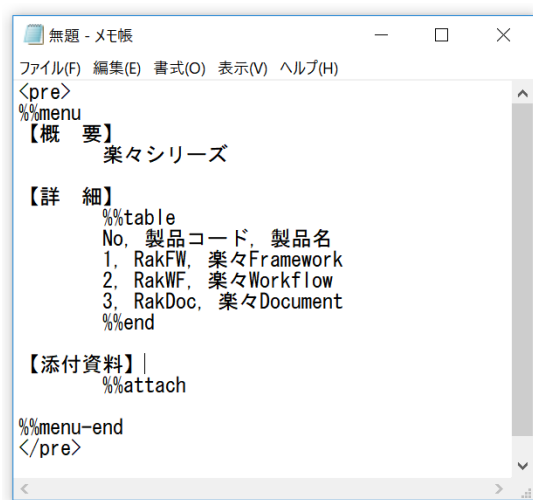 無題 - メモ帳
ファイル(F) 編集(E) 書式(O) 表示(V) ヘルプ(H)
<pre>
%%menu
【概　要】
楽々シリーズ
【詳　細】
%%table
No, 製品コード, 製品名
1, RakFW, 楽々Framework
2, RakWF, 楽々Workflow
3, RakDoc, 楽々Document
%%end
【添付資料】
%%attach
%%menu-end
</pre>